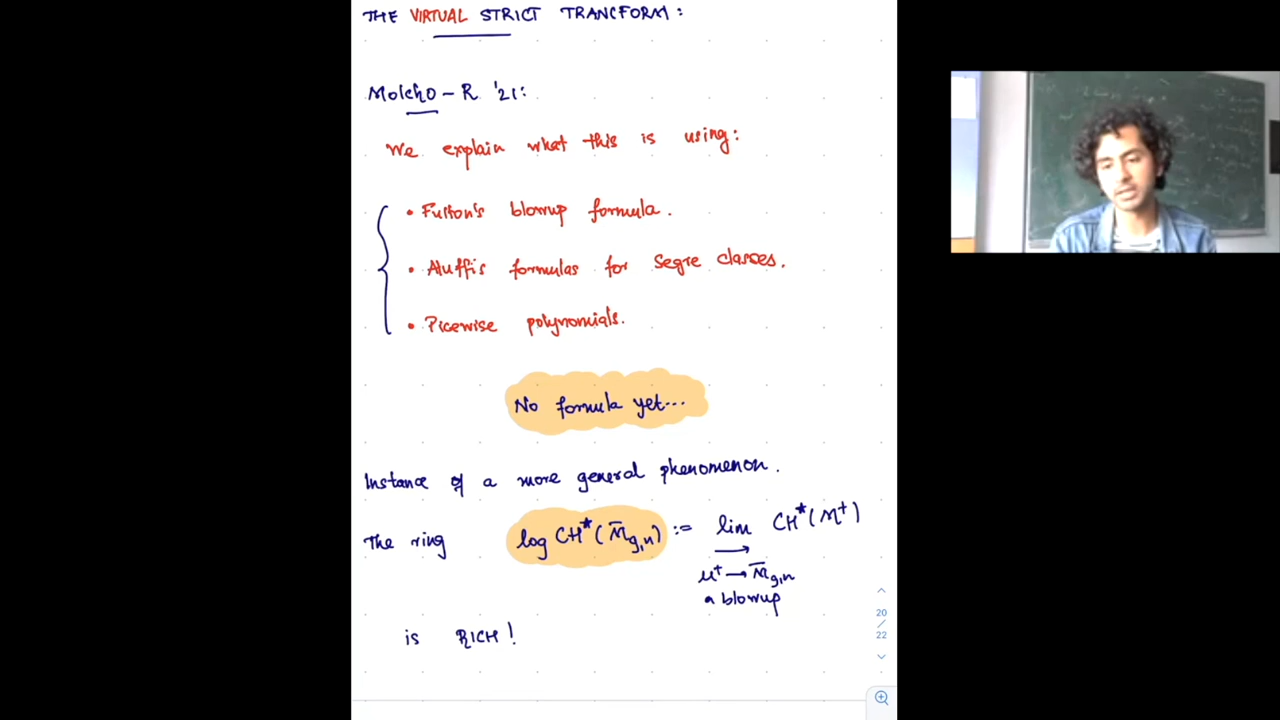 THE VIRTUAL STRICT TRANCFORM:
Molcho - R '21:
We explain what this is using:
• Fulton's blowup formula.
• Aluffi's formulas for Segre classes.
• Picewise polynomials.
No formula yet...
Instance of a more general phenomenon.
The ring log CH*(M̄g,n) := lim CH*(M†)
M† → M̄g,n
a blowup
is RICH!
20
/
22